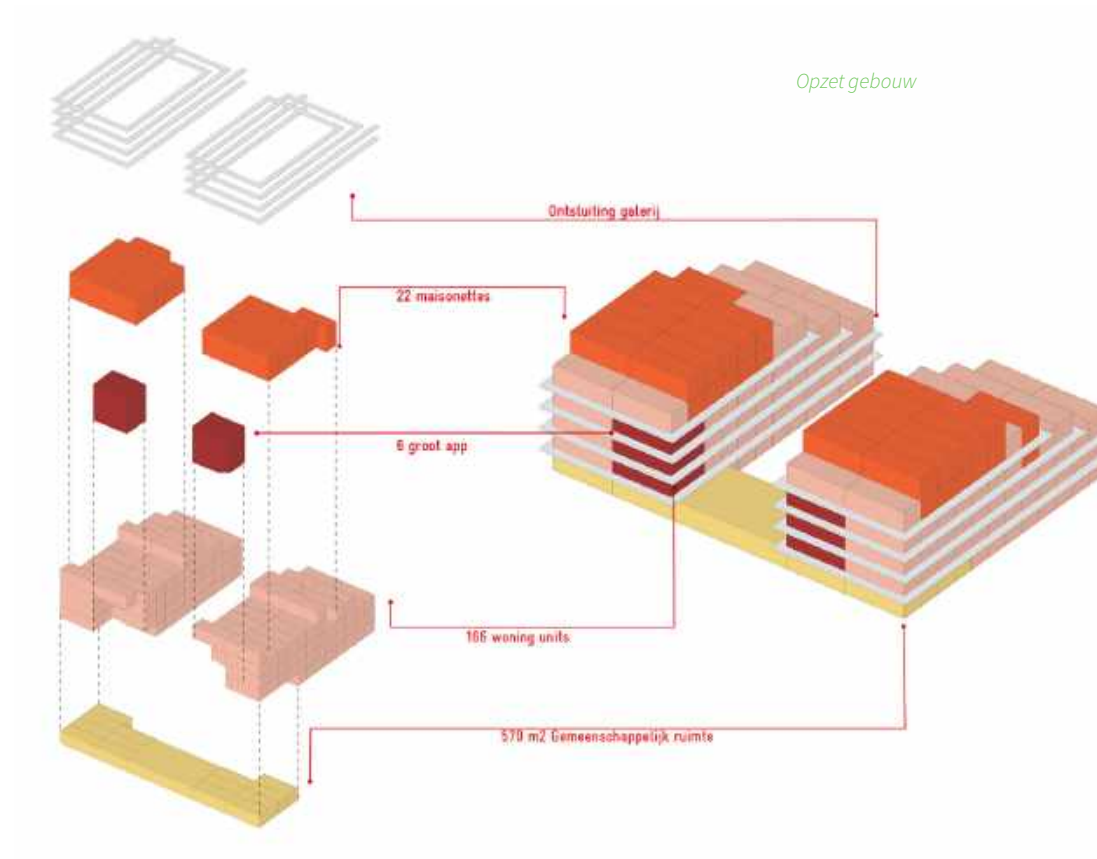 Opzet gebouw
Ontsluiting galerij
22 maisonettes
6 groot app
166 woning units
570 m2 Gemeenschappelijk ruimte